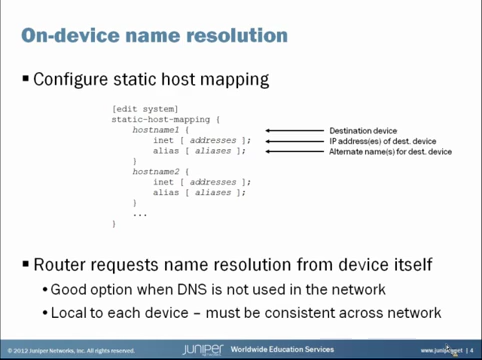 On-device name resolution
▪ Configure static host mapping
[edit system]
static-host-mapping {
hostname1 { Destination device
inet [ addresses ]; IP address(es) of dest. device
alias [ aliases ]; Alternate name(s) for dest. device
}
hostname2 {
inet [ addresses ];
alias [ aliases ];
}
...
}
▪ Router requests name resolution from device itself
• Good option when DNS is not used in the network
• Local to each device – must be consistent across network
© 2012 Juniper Networks, Inc. All rights reserved. JUNIPER NETWORKS Worldwide Education Services www.juniper.net | 4